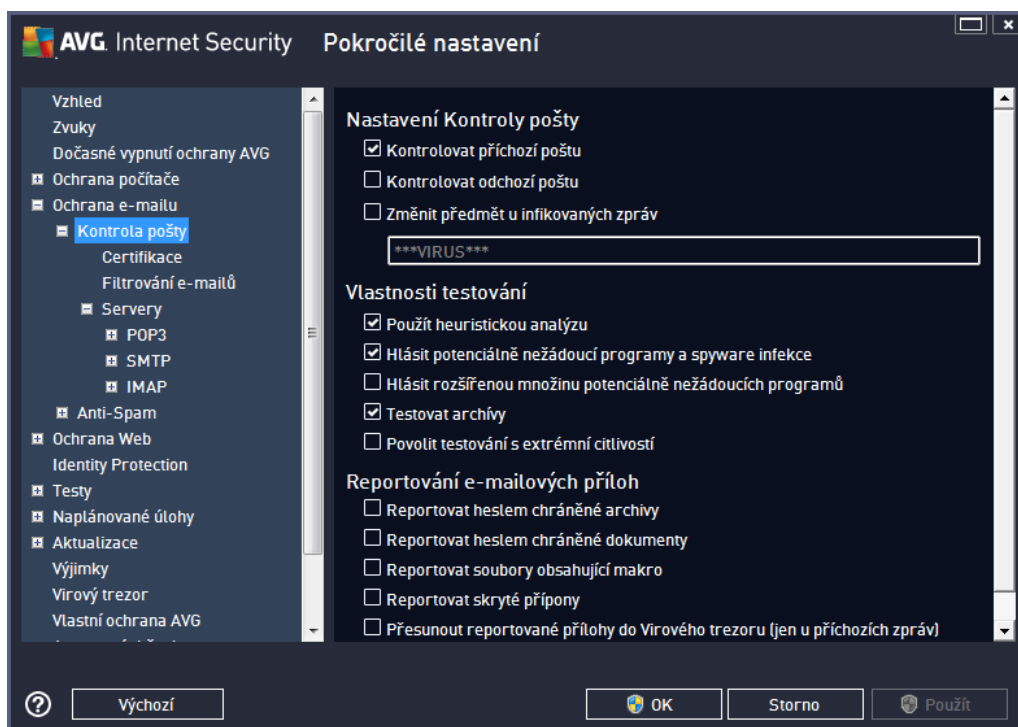 AVG. Internet Security Pokročilé nastavení
Vzhled
Zvuky
Dočasné vypnutí ochrany AVG
Ochrana počítače
Ochrana e-mailu
Kontrola pošty
Certifikace
Filtrování e-mailů
Servery
POP3
SMTP
IMAP
Anti-Spam
Ochrana Web
Identity Protection
Testy
Naplánované úlohy
Aktualizace
Výjimky
Virový trezor
Vlastní ochrana AVG
Nastavení Kontroly pošty
Kontrolovat příchozí poštu
Kontrolovat odchozí poštu
Změnit předmět u infikovaných zpráv
***VIRUS***
Vlastnosti testování
Použít heuristickou analýzu
Hlásit potenciálně nežádoucí programy a spyware infekce
Hlásit rozšířenou množinu potenciálně nežádoucích programů
Testovat archívy
Povolit testování s extrémní citlivostí
Reportování e-mailových příloh
Reportovat heslem chráněné archivy
Reportovat heslem chráněné dokumenty
Reportovat soubory obsahující makro
Reportovat skryté přípony
Přesunout reportované přílohy do Virového trezoru (jen u příchozích zpráv)
Výchozí
OK
Storno
Použít